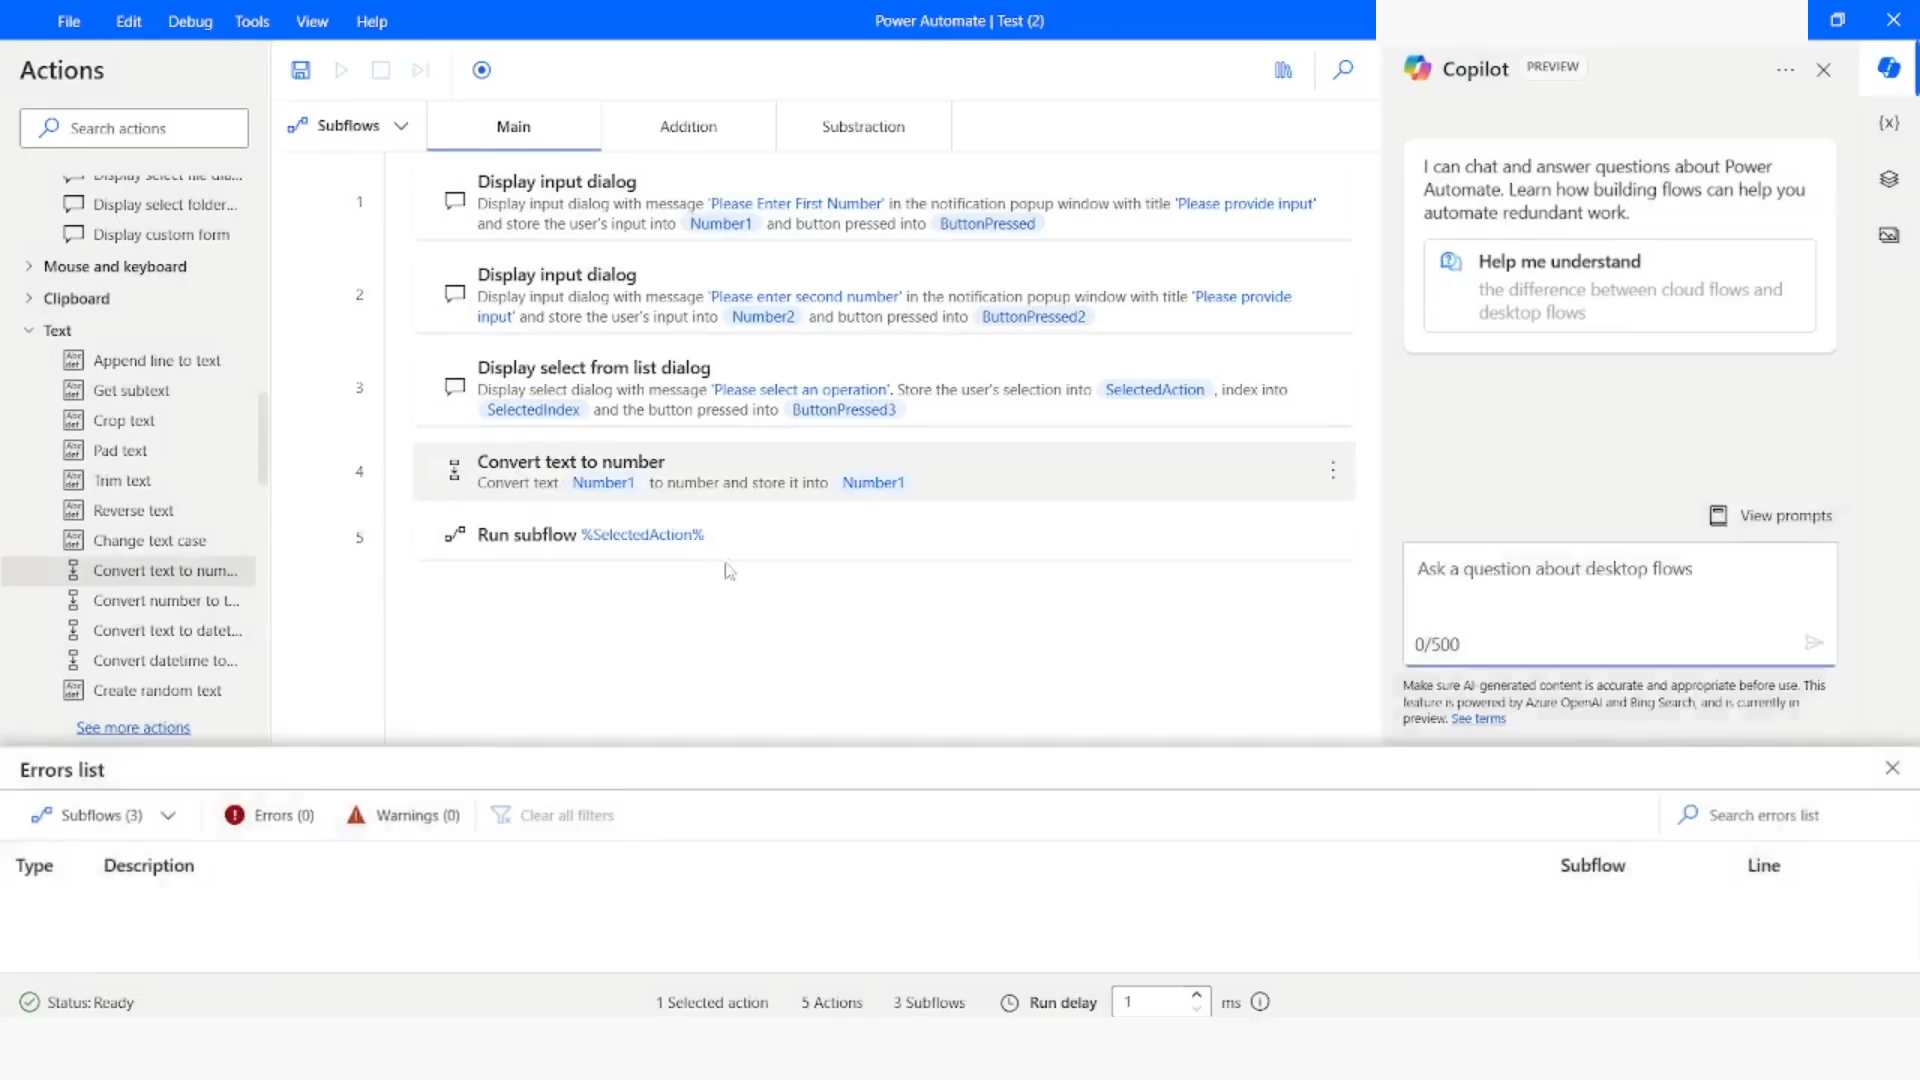 File Edit Debug Tools View Help
Power Automate | Test (2)
Actions
Search actions
Display select file dia...
Display select folder...
Display custom form
Mouse and keyboard
Clipboard
Text
Append line to text
Get subtext
Crop text
Pad text
Trim text
Reverse text
Change text case
Convert text to num...
Convert number to t...
Convert text to datet...
Convert datetime to...
Create random text
See more actions
Subflows
Main
Addition
Substraction
1
Display input dialog
Display input dialog with message 'Please Enter First Number' in the notification popup window with title 'Please provide input'
and store the user's input into Number1 and button pressed into ButtonPressed
2
Display input dialog
Display input dialog with message 'Please enter second number' in the notification popup window with title 'Please provide
input' and store the user's input into Number2 and button pressed into ButtonPressed2
3
Display select from list dialog
Display select dialog with message 'Please select an operation'. Store the user's selection into SelectedAction , index into
SelectedIndex and the button pressed into ButtonPressed3
4
Convert text to number
Convert text Number1 to number and store it into Number1
5
Run subflow %SelectedAction%
Copilot PREVIEW
{x}
I can chat and answer questions about Power
Automate. Learn how building flows can help you
automate redundant work.
Help me understand
the difference between cloud flows and
desktop flows
View prompts
Ask a question about desktop flows
0/500
Make sure AI-generated content is accurate and appropriate before use. This
feature is powered by Azure OpenAI and Bing Search, and is currently in
preview. See terms
Errors list
Subflows (3)
Errors (0)
Warnings (0)
Clear all filters
Search errors list
Type Description Subflow Line
Status: Ready
1 Selected action
5 Actions
3 Subflows
Run delay
1
ms